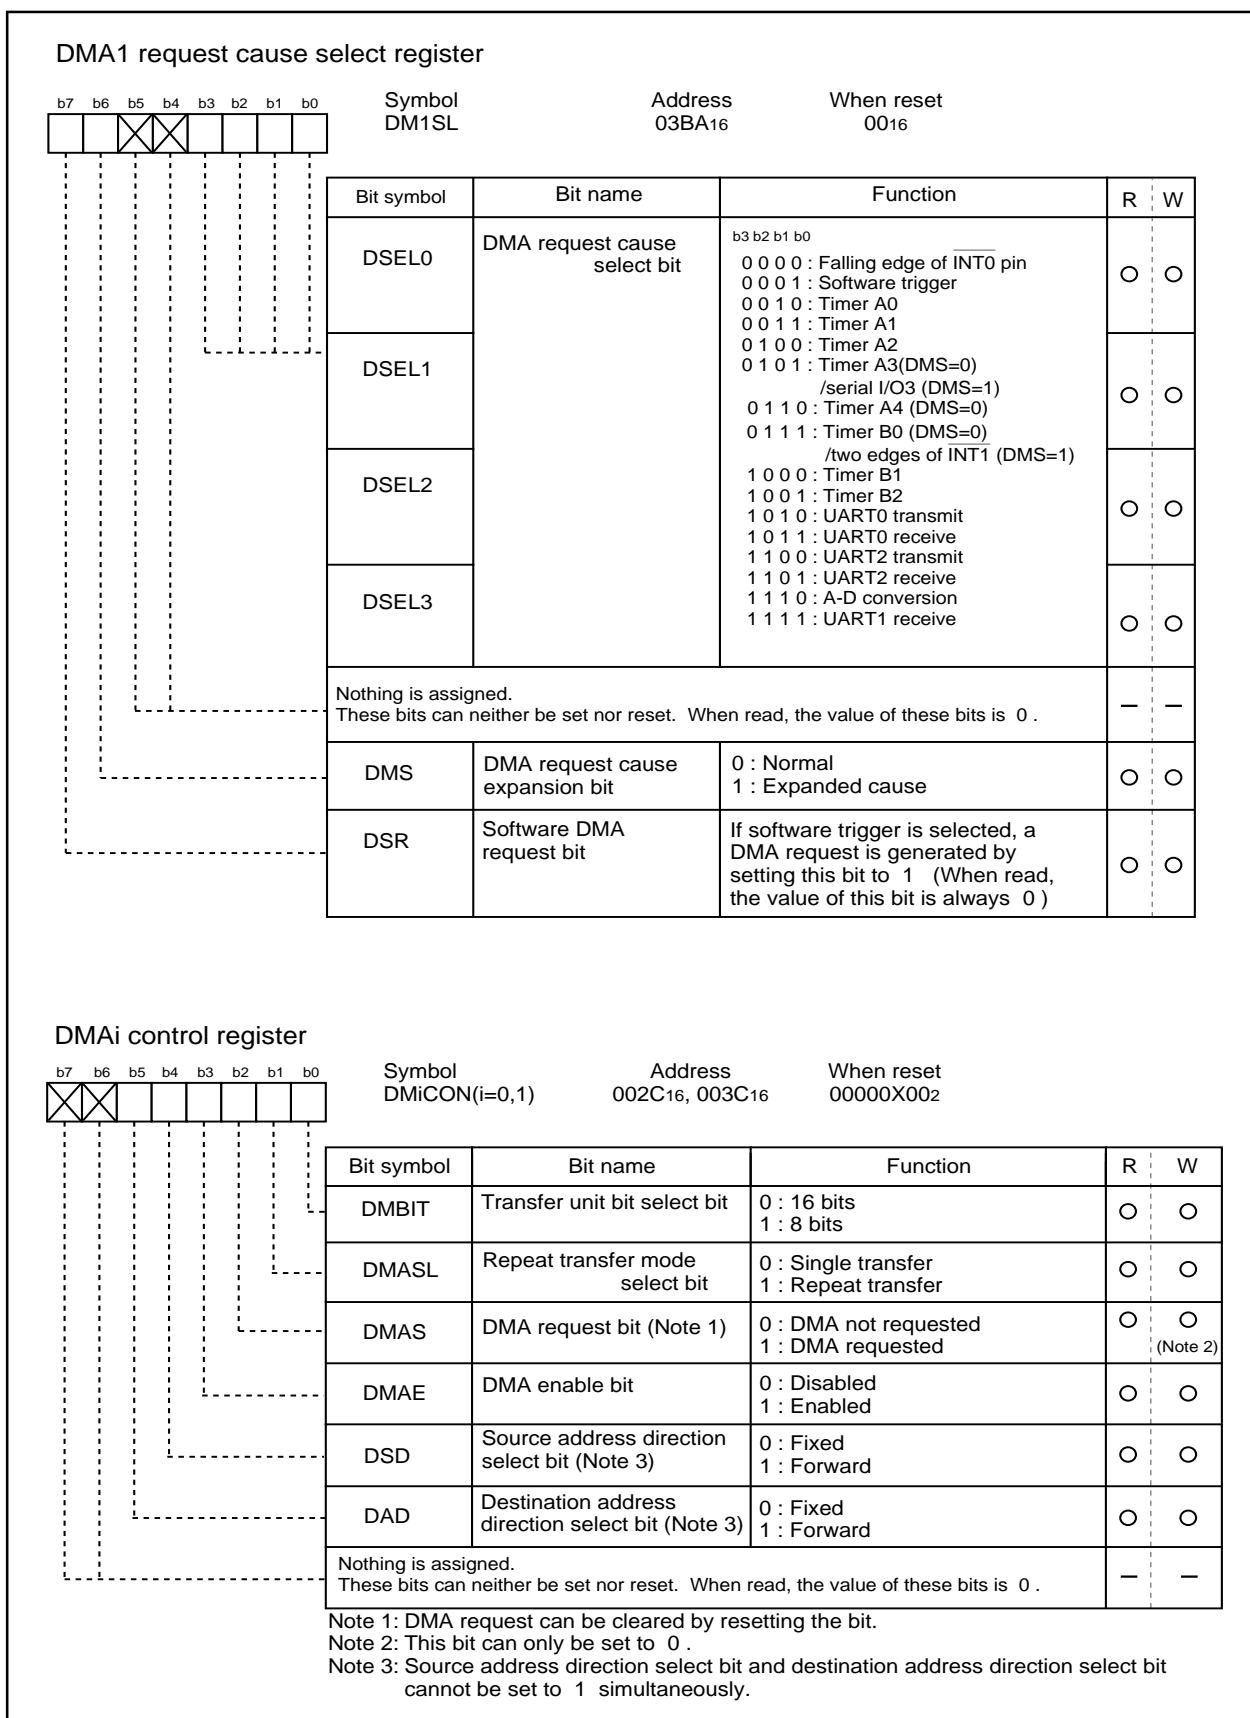 DMA1 request cause select register
b7 b6 b5 b4 b3 b2 b1 b0
Symbol Address When reset
DM1SL 03BA16 0016
Bit symbol Bit name Function R W
DSEL0 DMA request cause select bit
b3 b2 b1 b0
0 0 0 0 : Falling edge of INT0 pin
0 0 0 1 : Software trigger
0 0 1 0 : Timer A0
0 0 1 1 : Timer A1
0 1 0 0 : Timer A2
DSEL1
0 1 0 1 : Timer A3(DMS=0)
/serial I/O3 (DMS=1)
0 1 1 0 : Timer A4 (DMS=0)
0 1 1 1 : Timer B0 (DMS=0)
/two edges of INT1 (DMS=1)
DSEL2
1 0 0 0 : Timer B1
1 0 0 1 : Timer B2
1 0 1 0 : UART0 transmit
1 0 1 1 : UART0 receive
1 1 0 0 : UART2 transmit
DSEL3
1 1 0 1 : UART2 receive
1 1 1 0 : A-D conversion
1 1 1 1 : UART1 receive
Nothing is assigned.
These bits can neither be set nor reset. When read, the value of these bits is 0 .
DMS
DMA request cause
expansion bit
0 : Normal
1 : Expanded cause
DSR
Software DMA
request bit
If software trigger is selected, a
DMA request is generated by
setting this bit to 1 (When read,
the value of this bit is always 0 )
DMAi control register
b7 b6 b5 b4 b3 b2 b1 b0
Symbol Address When reset
DMiCON(i=0,1) 002C16, 003C16 00000X002
Bit symbol Bit name Function R W
DMBIT
Transfer unit bit select bit
0 : 16 bits
1 : 8 bits
DMASL
Repeat transfer mode
select bit
0 : Single transfer
1 : Repeat transfer
DMAS
DMA request bit (Note 1)
0 : DMA not requested
1 : DMA requested
(Note 2)
DMAE
DMA enable bit
0 : Disabled
1 : Enabled
DSD
Source address direction
select bit (Note 3)
0 : Fixed
1 : Forward
DAD
Destination address
direction select bit (Note 3)
0 : Fixed
1 : Forward
Nothing is assigned.
These bits can neither be set nor reset. When read, the value of these bits is 0 .
Note 1: DMA request can be cleared by resetting the bit.
Note 2: This bit can only be set to 0 .
Note 3: Source address direction select bit and destination address direction select bit
cannot be set to 1 simultaneously.